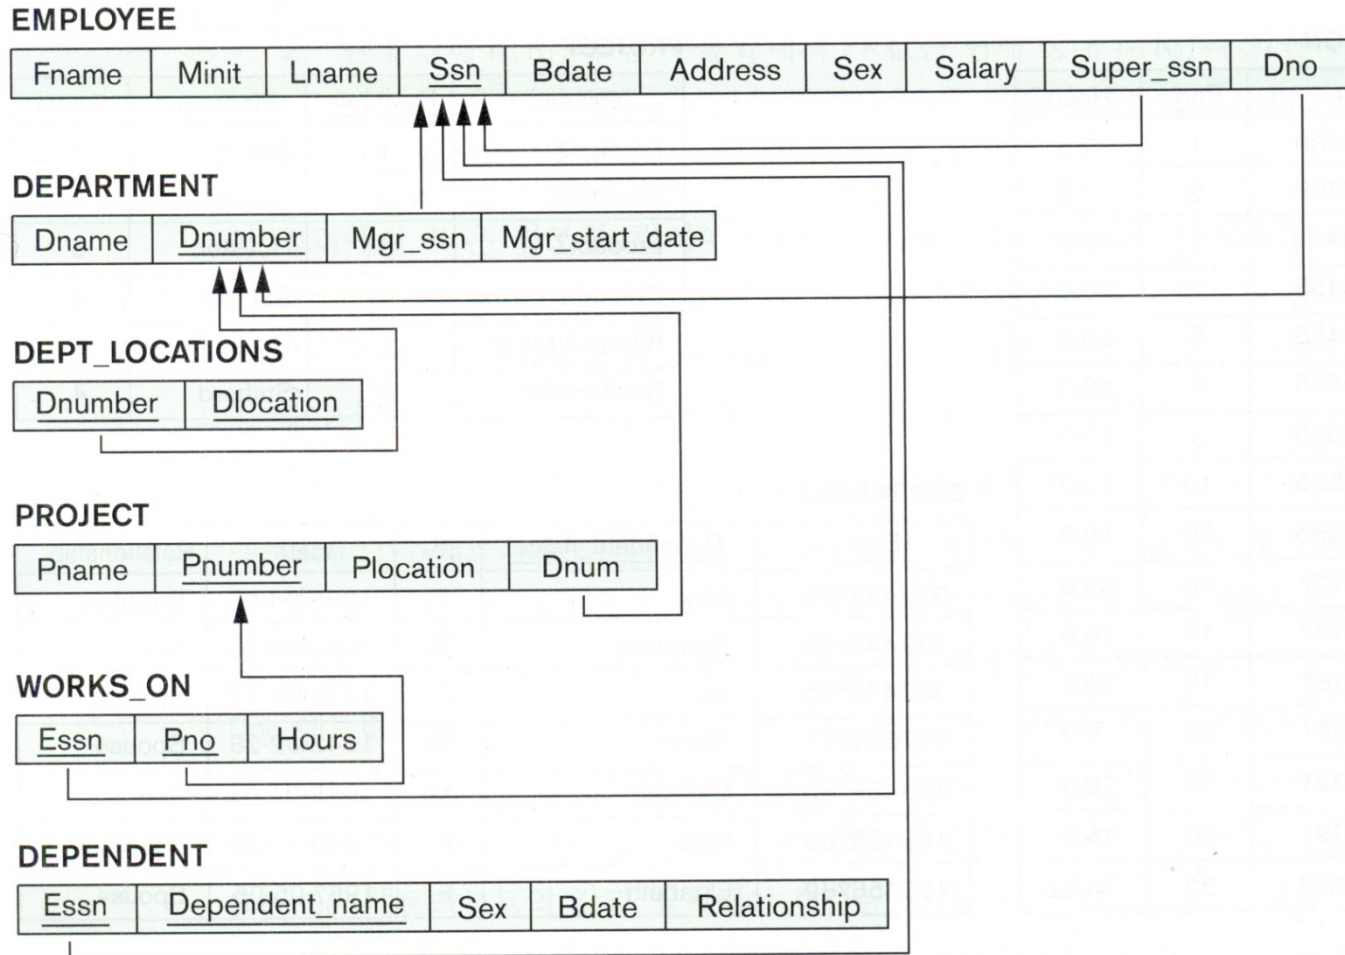 EMPLOYEE
Fname Minit Lname Ssn Bdate Address Sex Salary Super_ssn Dno
DEPARTMENT
Dname Dnumber Mgr_ssn Mgr_start_date
DEPT_LOCATIONS
Dnumber Dlocation
PROJECT
Pname Pnumber Plocation Dnum
WORKS_ON
Essn Pno Hours
DEPENDENT
Essn Dependent_name Sex Bdate Relationship